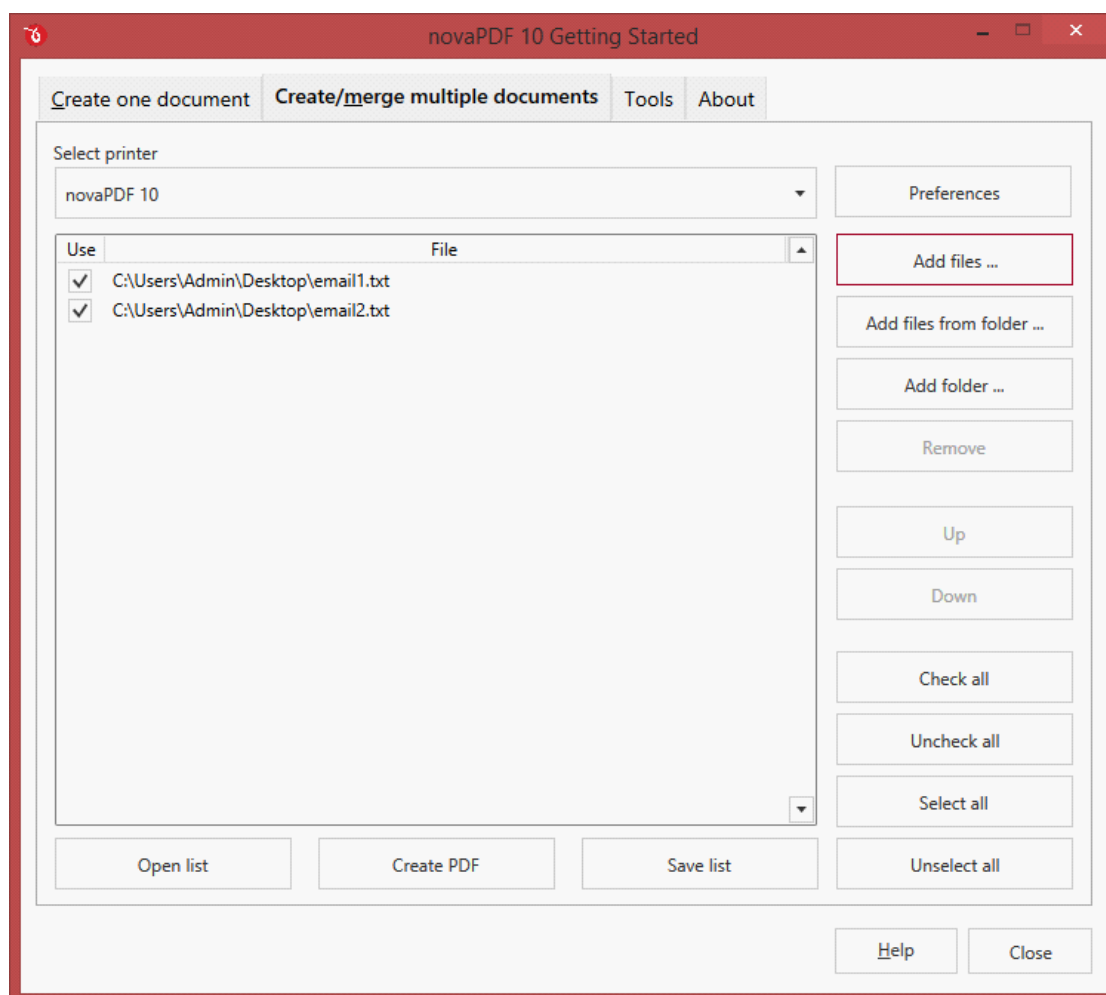 novaPDF 10 Getting Started
Create one document Create/merge multiple documents Tools About
Select printer
novaPDF 10 Preferences
Use File
C:\Users\Admin\Desktop\email1.txt
C:\Users\Admin\Desktop\email2.txt
Add files ...
Add files from folder ...
Add folder ...
Remove
Up
Down
Check all
Uncheck all
Select all
Open list Create PDF Save list Unselect all
Help Close